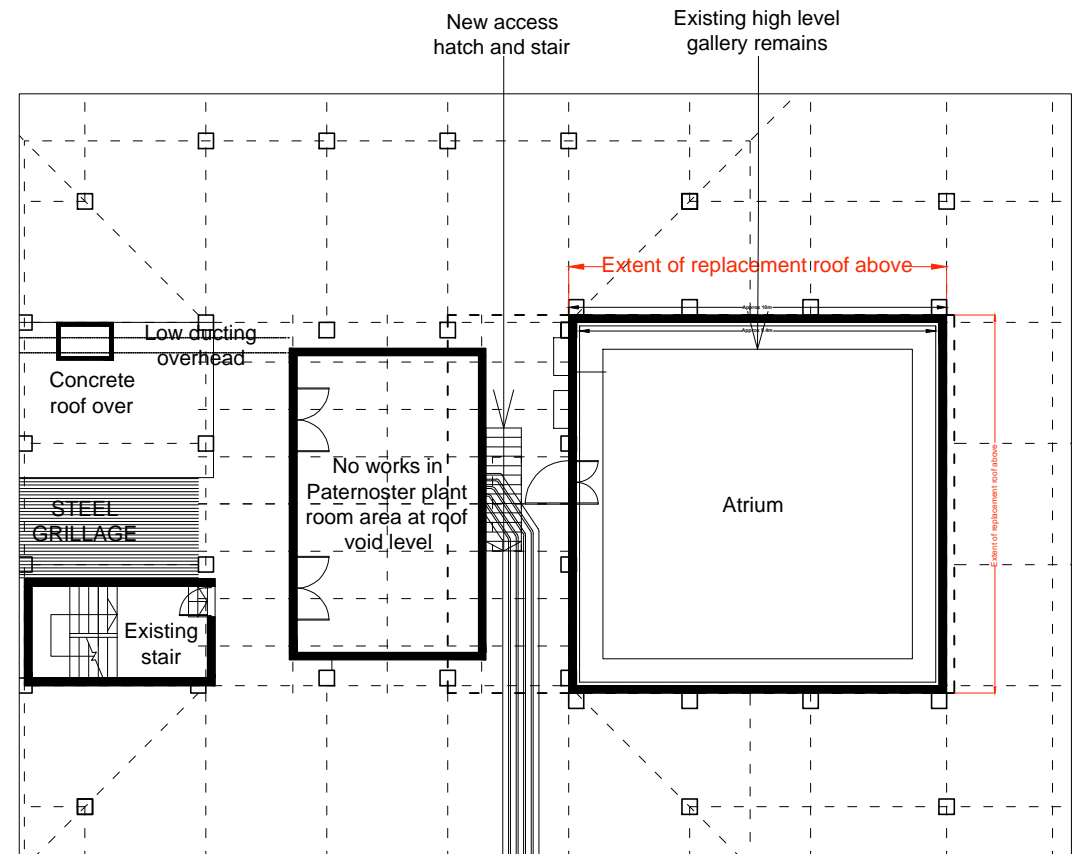 New access
hatch and stair
Existing high level
gallery remains
Extent of replacement roof above
Approx 10m
Low ducting
overhead
Concrete
roof over
No works in
Paternoster plant
room area at roof
void level
Atrium
Extent of replacement roof above
STEEL
GRILLAGE
Existing
stair